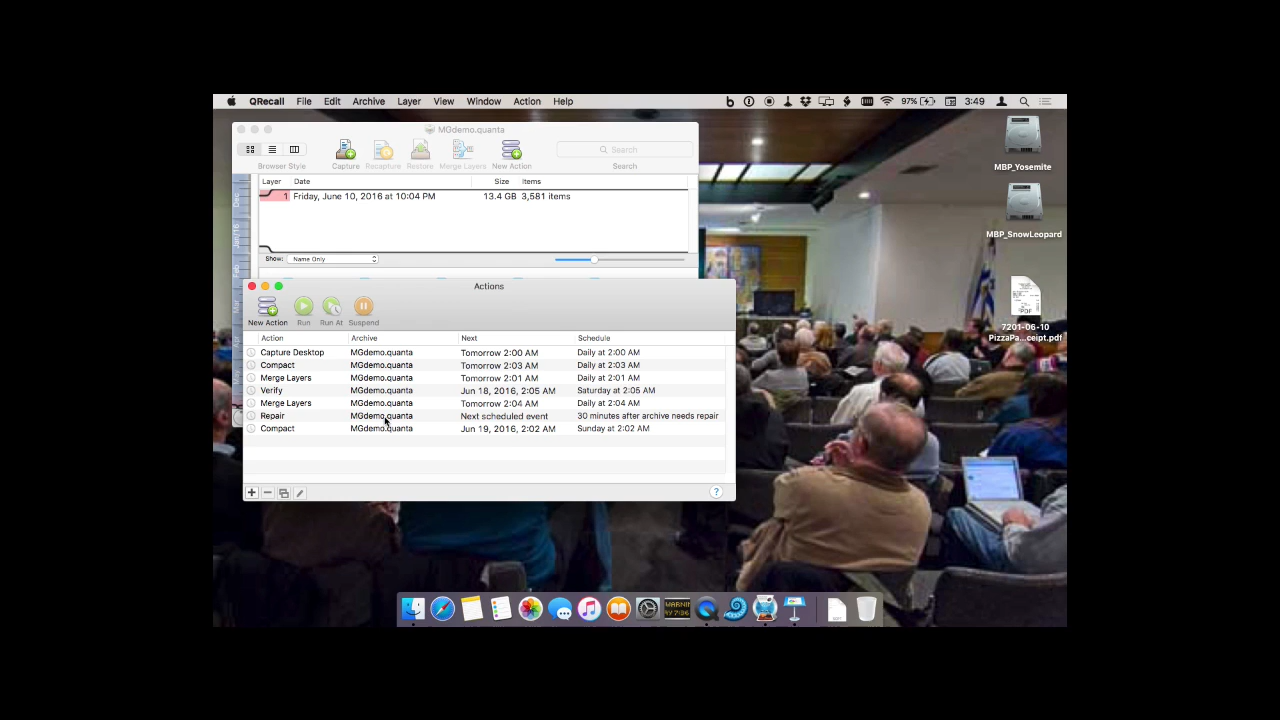 QRecall File Edit Archive Layer View Window Action Help 97% 3:49
MGdemo.quanta
Search
Browser Style Capture Recapture Restore Merge Layers New Action Search
Layer Date Size Items
1 Friday, June 10, 2016 at 10:04 PM 13.4 GB 3,581 items
Show: Name Only
Actions
New Action Run Run At Suspend
Action Archive Next Schedule
Capture Desktop MGdemo.quanta Tomorrow 2:00 AM Daily at 2:00 AM
Compact MGdemo.quanta Tomorrow 2:03 AM Daily at 2:03 AM
Merge Layers MGdemo.quanta Tomorrow 2:01 AM Daily at 2:01 AM
Verify MGdemo.quanta Jun 18, 2016, 2:05 AM Saturday at 2:05 AM
Merge Layers MGdemo.quanta Tomorrow 2:04 AM Daily at 2:04 AM
Repair MGdemo.quanta Next scheduled event 30 minutes after archive needs repair
Compact MGdemo.quanta Jun 19, 2016, 2:02 AM Sunday at 2:02 AM
MBP_Yosemite
MBP_SnowLeopard
PDF
7201-06-10
PizzaPa...ceipt.pdf